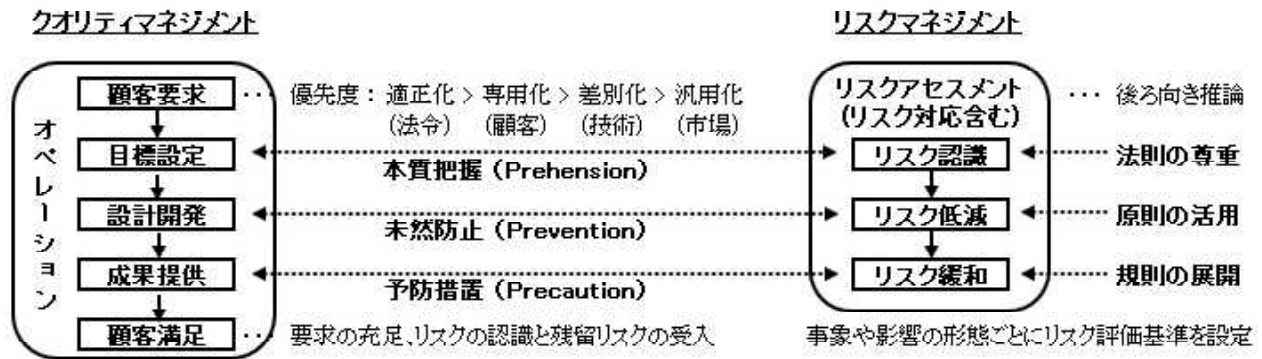 クオリティマネジメント
リスクマネジメント
オペレーション
顧客要求
･･･ 優先度： 適正化 > 専用化 > 差別化 > 汎用化
(法令) (顧客) (技術) (市場)
リスクアセスメント
(リスク対応含む)
･･･ 後ろ向き推論
目標設定
本質把握 (Prehension)
リスク認識
法則の尊重
設計開発
未然防止 (Prevention)
リスク低減
原則の活用
成果提供
予防措置 (Precaution)
リスク緩和
規則の展開
顧客満足
･･･ 要求の充足、リスクの認識と残留リスクの受入
事象や影響の形態ごとにリスク評価基準を設定